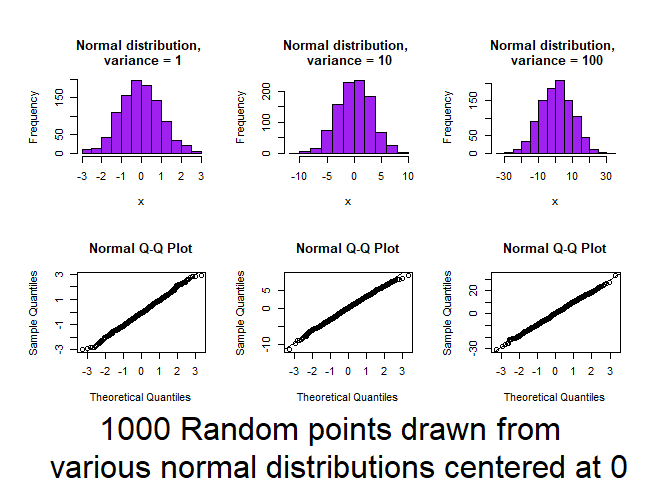 Normal distribution,
variance = 1
Frequency
0
50
150
-3 -2 -1 0 1 2 3
x
Normal distribution,
variance = 10
Frequency
0
100
200
-10 -5 0 5 10
x
Normal distribution,
variance = 100
Frequency
0
50
150
-30 -10 10 30
x
Normal Q-Q Plot
Sample Quantiles
-3
-1
1
3
-3 -2 -1 0 1 2 3
Theoretical Quantiles
Normal Q-Q Plot
Sample Quantiles
-10
0
5
-3 -2 -1 0 1 2 3
Theoretical Quantiles
Normal Q-Q Plot
Sample Quantiles
-30
0
20
-3 -2 -1 0 1 2 3
Theoretical Quantiles
1000 Random points drawn from
various normal distributions centered at 0